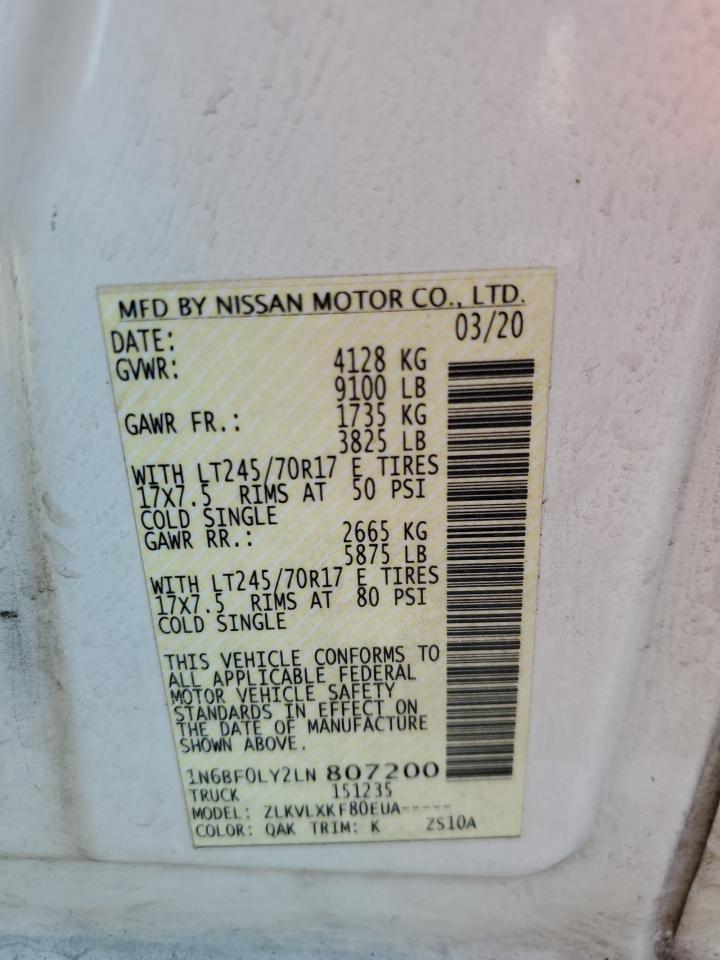 MFD BY NISSAN MOTOR CO., LTD.
DATE: 03/20
GVWR: 4128 KG
9100 LB
GAWR FR.: 1735 KG
3825 LB
WITH LT245/70R17 E TIRES
17X7.5 RIMS AT 50 PSI
COLD SINGLE
GAWR RR.: 2665 KG
5875 LB
WITH LT245/70R17 E TIRES
17X7.5 RIMS AT 80 PSI
COLD SINGLE
THIS VEHICLE CONFORMS TO
ALL APPLICABLE FEDERAL
MOTOR VEHICLE SAFETY
STANDARDS IN EFFECT ON
THE DATE OF MANUFACTURE
SHOWN ABOVE.
1N6BF0LY2LN 807200
TRUCK 151235
MODEL: ZLKVLXKF80EUA-----
COLOR: QAK TRIM: K ZS10A